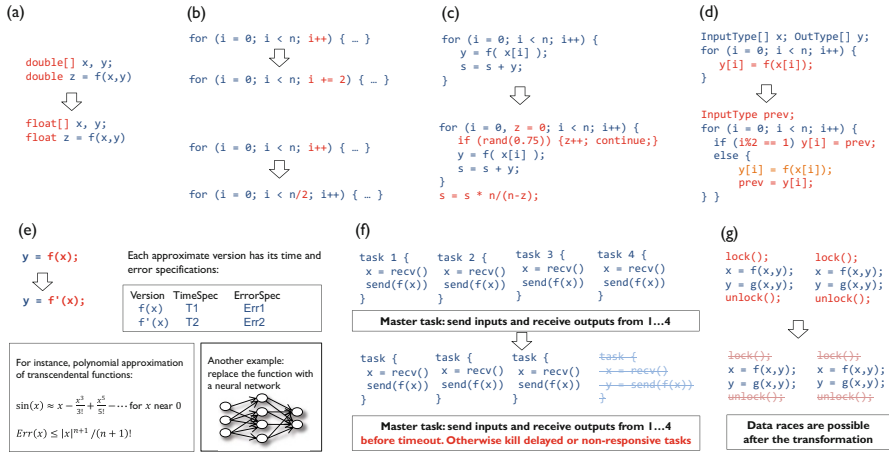 (a)
double[] x, y;
double z = f(x,y)
float[] x, y;
float z = f(x,y)
(b)
for (i = 0; i < n; i++) { … }
for (i = 0; i < n; i += 2) { … }
for (i = 0; i < n; i++) { … }
for (i = 0; i < n/2; i++) { … }
(c)
for (i = 0; i < n; i++) {
y = f( x[i] );
s = s + y;
}
for (i = 0, z = 0; i < n; i++) {
if (rand(0.75)) {z++; continue;}
y = f( x[i] );
s = s + y;
}
s = s * n/(n-z);
(d)
InputType[] x; OutType[] y;
for (i = 0; i < n; i++) {
y[i] = f(x[i]);
}
InputType prev;
for (i = 0; i < n; i++) {
if (i%2 == 1) y[i] = prev;
else {
y[i] = f(x[i]);
prev = y[i];
} }
(e)
y = f(x);
y = f'(x);
Each approximate version has its time and
error specifications:
Version TimeSpec ErrorSpec
f(x) T1 Err1
f'(x) T2 Err2
For instance, polynomial approximation
of transcendental functions:
sin(x) ≈ x − x³/3! + x⁵/5! − ⋯ for x near 0
Err(x) ≤ |x|ⁿ⁺¹ /(n + 1)!
Another example:
replace the function with
a neural network
(f)
task 1 { task 2 { task 3 { task 4 {
x = recv() x = recv() x = recv() x = recv()
send(f(x)) send(f(x)) send(f(x)) send(f(x))
} } } }
Master task: send inputs and receive outputs from 1…4
task { task { task { task {
x = recv() x = recv() x = recv() x = recv()
send(f(x)) send(f(x)) send(f(x)) y = send(f(x))
} } } }
Master task: send inputs and receive outputs from 1…4
before timeout. Otherwise kill delayed or non-responsive tasks
(g)
lock(); lock();
x = f(x,y); x = f(x,y);
y = g(x,y); y = g(x,y);
unlock(); unlock();
lock(); lock();
x = f(x,y); x = f(x,y);
y = g(x,y); y = g(x,y);
unlock(); unlock();
Data races are possible
after the transformation